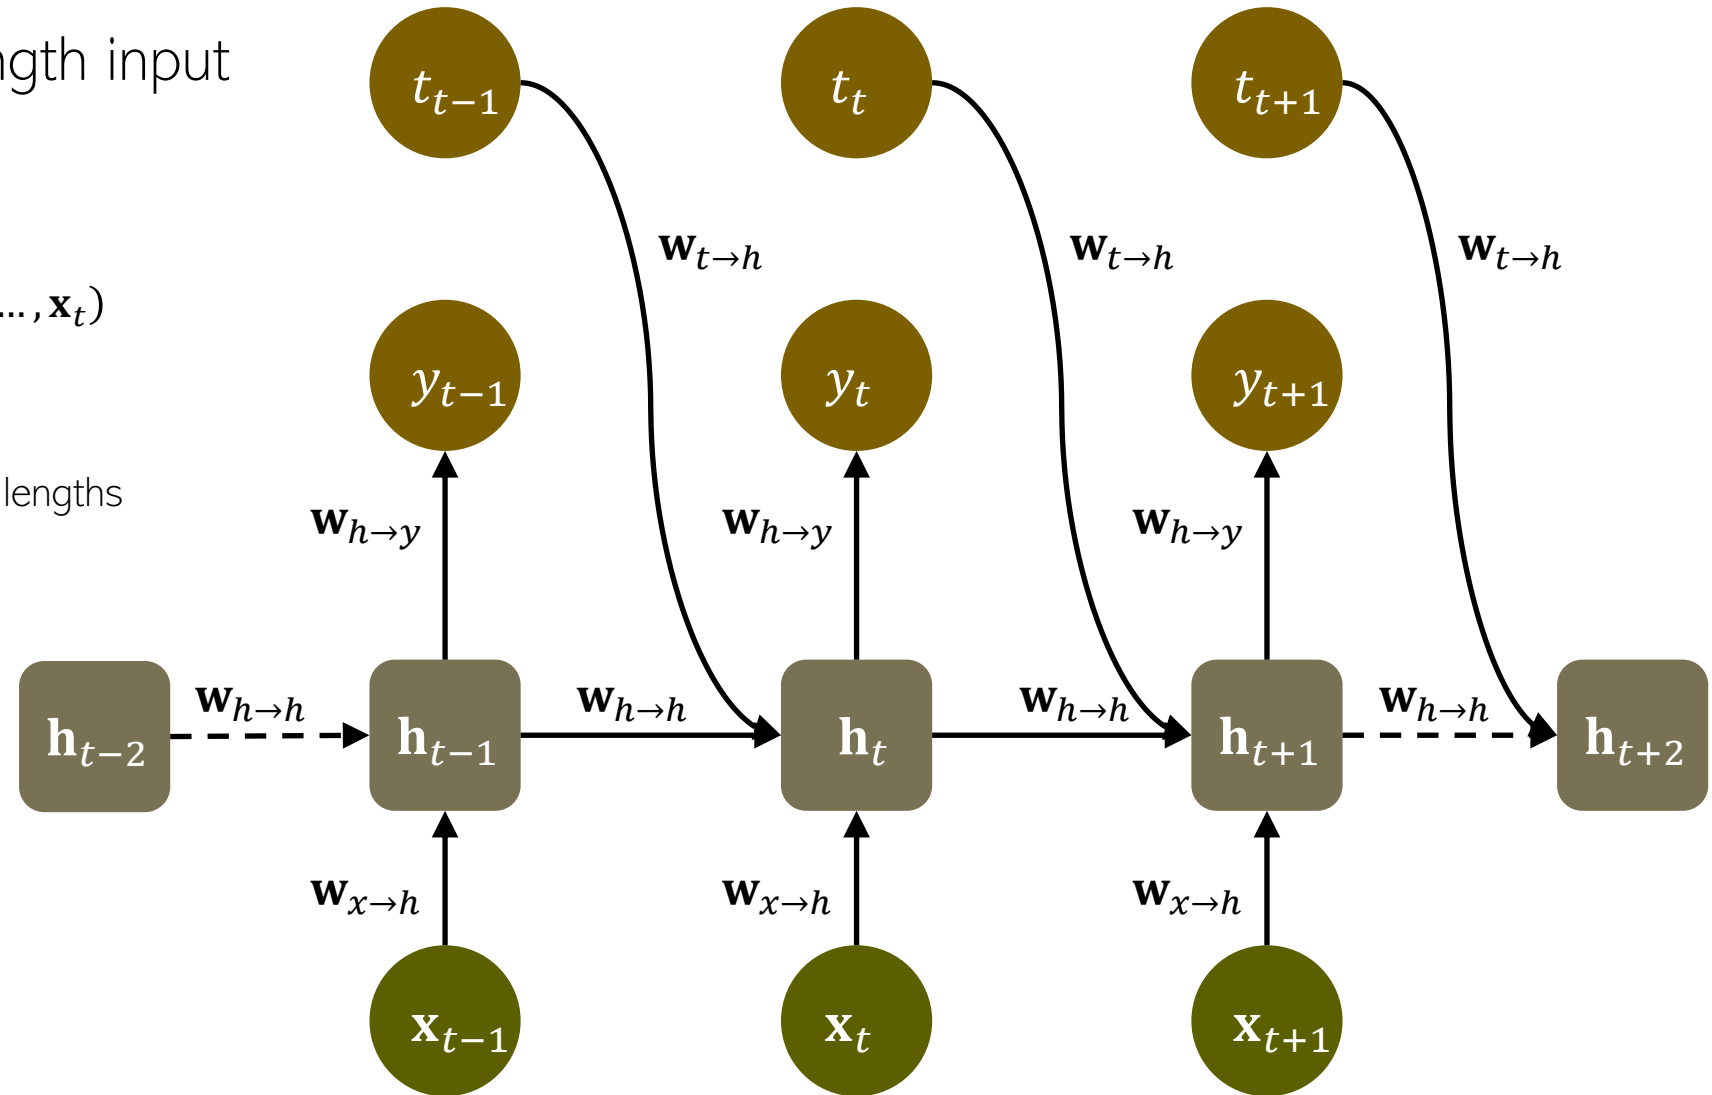 ngth input
t_{t−1} t_t t_{t+1}
w_{t→h} w_{t→h} w_{t→h}
…, x_t)
y_{t−1} y_t y_{t+1}
lengths
w_{h→y} w_{h→y} w_{h→y}
w_{h→h} w_{h→h} w_{h→h} w_{h→h}
h_{t−2} h_{t−1} h_t h_{t+1} h_{t+2}
w_{x→h} w_{x→h} w_{x→h}
x_{t−1} x_t x_{t+1}